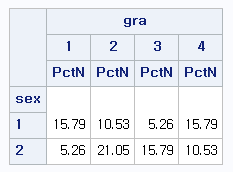 gra
1 2 3 4
PctN PctN PctN PctN
sex
1 15.79 10.53 5.26 15.79
2 5.26 21.05 15.79 10.53